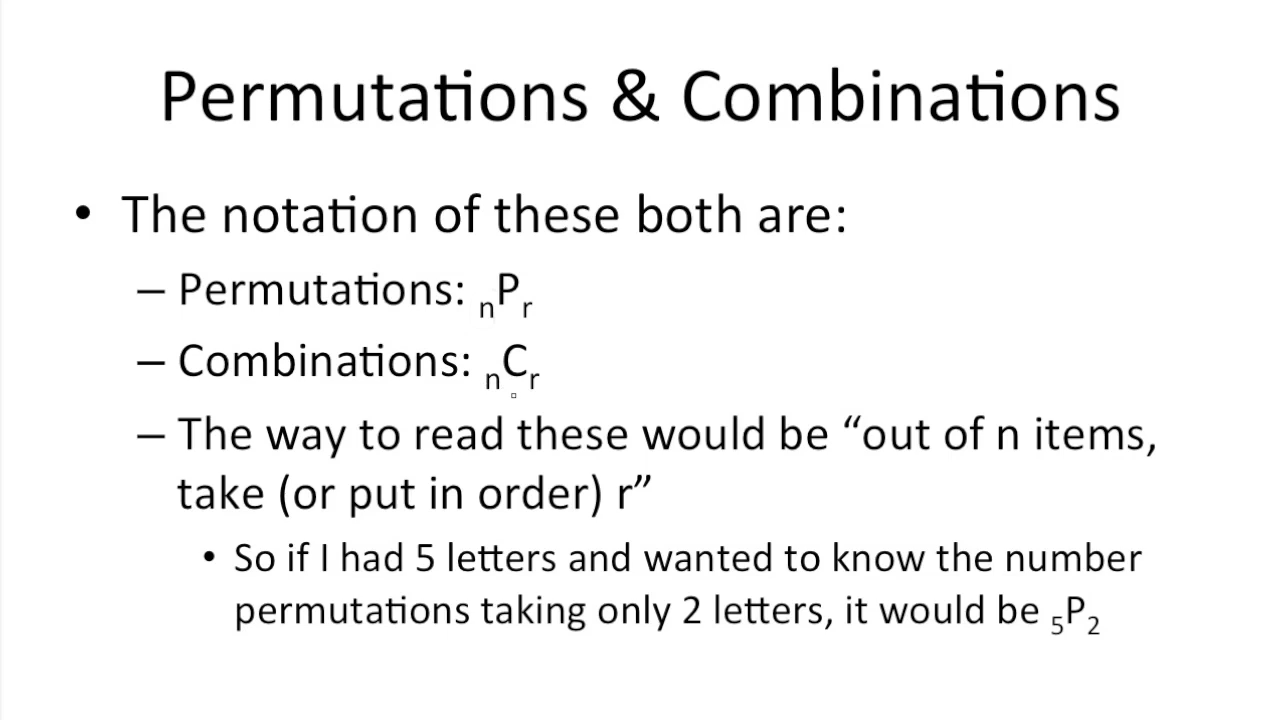 Permutations & Combinations
• The notation of these both are:
– Permutations: nPr
– Combinations: nCr
– The way to read these would be “out of n items,
take (or put in order) r”
• So if I had 5 letters and wanted to know the number
permutations taking only 2 letters, it would be 5P2